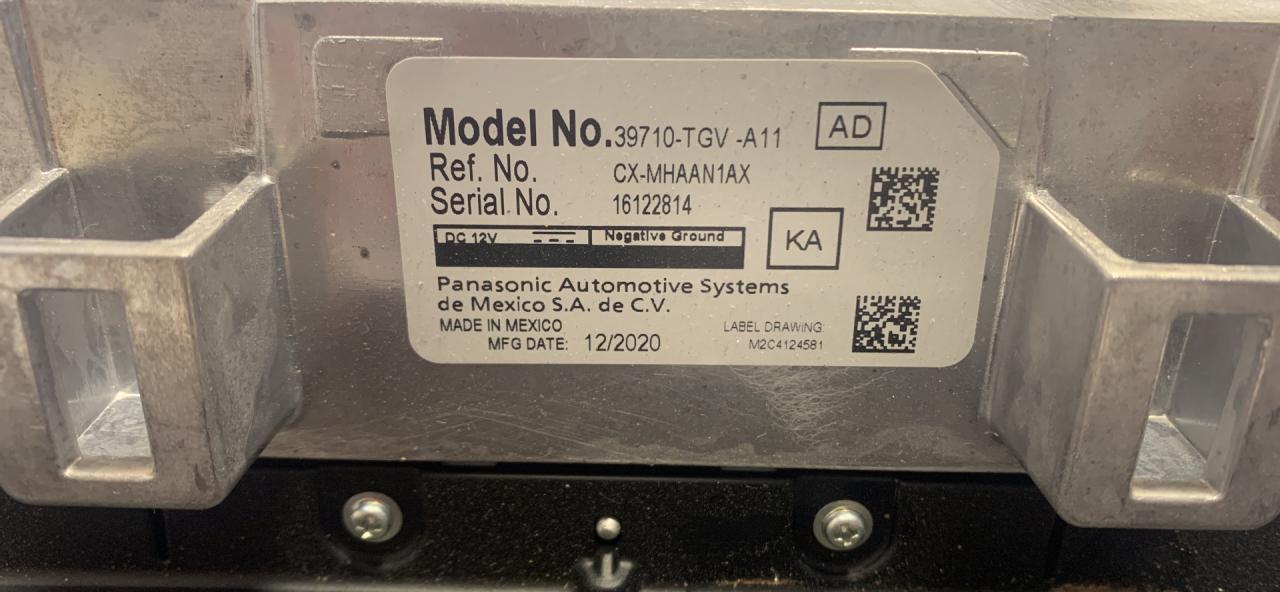 Model No. 39710-TGV -A11 AD
Ref. No. CX-MHAAN1AX
Serial No. 16122814
DC 12V Negative Ground KA
Panasonic Automotive Systems
de Mexico S.A. de C.V.
MADE IN MEXICO LABEL DRAWING:
MFG DATE: 12/2020 M2C4124581